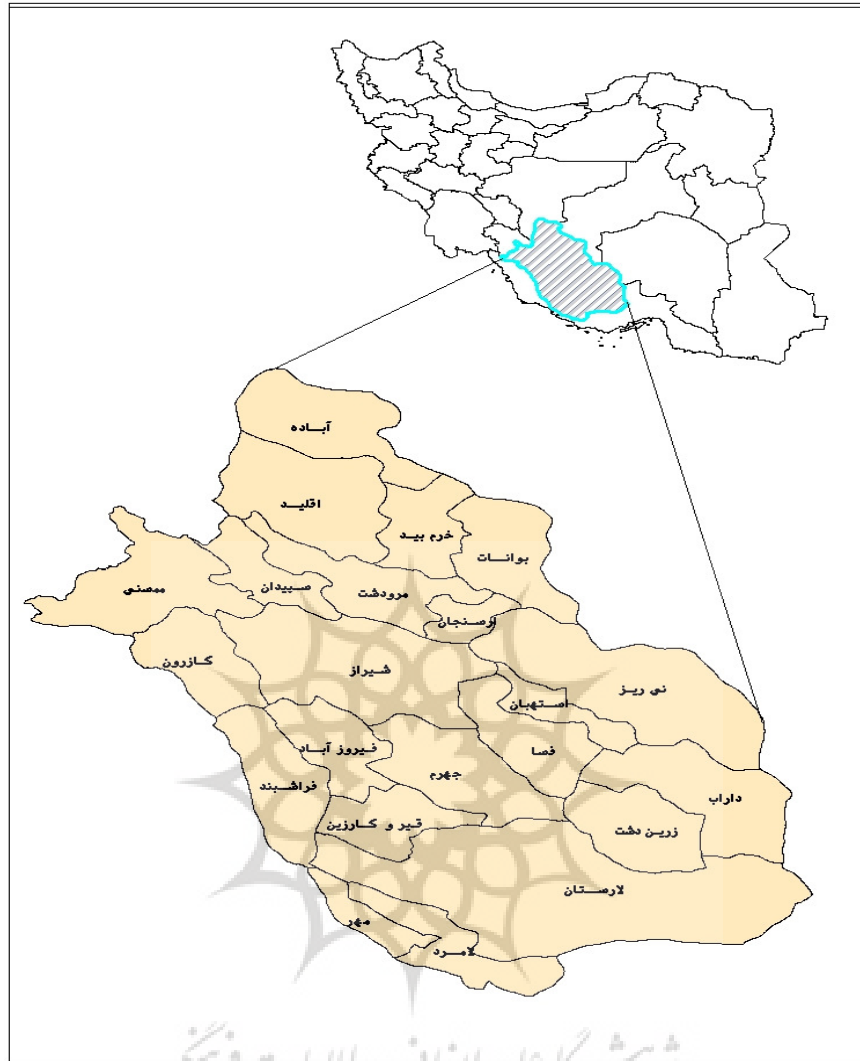 آباده
اقلید
خرم بید
بوانات
ممسنی
سپیدان
مرودشت
ارسنجان
کازرون
شیراز
نی ریز
استهبان
فیروز آباد
فسا
جهرم
فراشبند
داراب
قیر و کارزین
زرین دشت
لارستان
مهر
لامرد